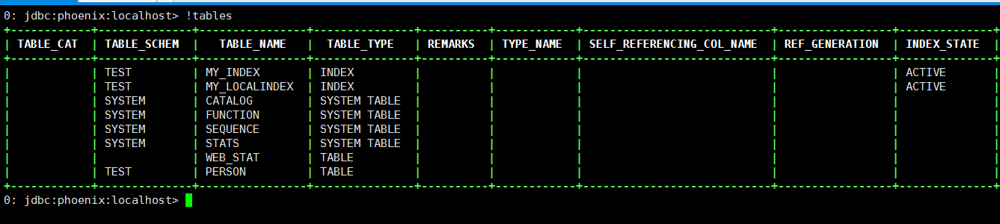 0: jdbc:phoenix:localhost> !tables
+------------+--------------+----------------+---------------+----------+------------+----------------------------+-----------------+--------------+
| TABLE_CAT | TABLE_SCHEM | TABLE_NAME | TABLE_TYPE | REMARKS | TYPE_NAME | SELF_REFERENCING_COL_NAME | REF_GENERATION | INDEX_STATE |
+------------+--------------+----------------+---------------+----------+------------+----------------------------+-----------------+--------------+
| | TEST | MY_INDEX | INDEX | | | | | ACTIVE |
| | TEST | MY_LOCALINDEX | INDEX | | | | | ACTIVE |
| | SYSTEM | CATALOG | SYSTEM TABLE | | | | | |
| | SYSTEM | FUNCTION | SYSTEM TABLE | | | | | |
| | SYSTEM | SEQUENCE | SYSTEM TABLE | | | | | |
| | SYSTEM | STATS | SYSTEM TABLE | | | | | |
| | | WEB_STAT | TABLE | | | | | |
| | TEST | PERSON | TABLE | | | | | |
+------------+--------------+----------------+---------------+----------+------------+----------------------------+-----------------+--------------+
0: jdbc:phoenix:localhost>